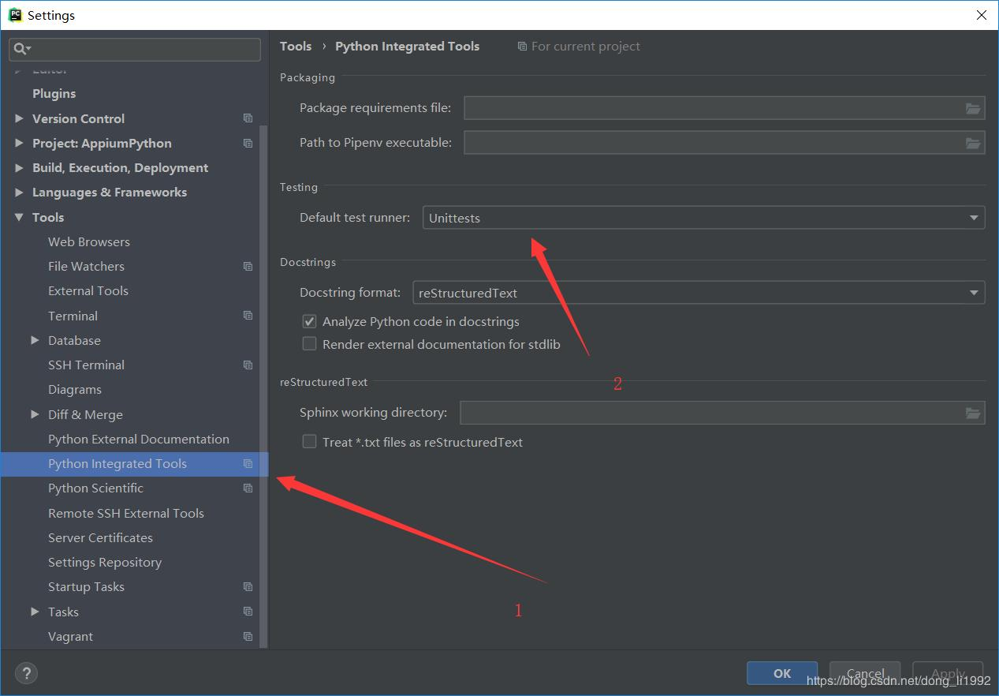 PC
Settings
Editor
Plugins
Version Control
Project: AppiumPython
Build, Execution, Deployment
Languages & Frameworks
Tools
Web Browsers
File Watchers
External Tools
Terminal
Database
SSH Terminal
Diagrams
Diff & Merge
Python External Documentation
Python Integrated Tools
Python Scientific
Remote SSH External Tools
Server Certificates
Settings Repository
Startup Tasks
Tasks
Vagrant
Tools › Python Integrated Tools For current project
Packaging
Package requirements file:
Path to Pipenv executable:
Testing
Default test runner: Unittests
Docstrings
Docstring format: reStructuredText
Analyze Python code in docstrings
Render external documentation for stdlib
2
reStructuredText
Sphinx working directory:
Treat *.txt files as reStructuredText
1
?
OK Cancel Apply
https://blog.csdn.net/dong_li1992